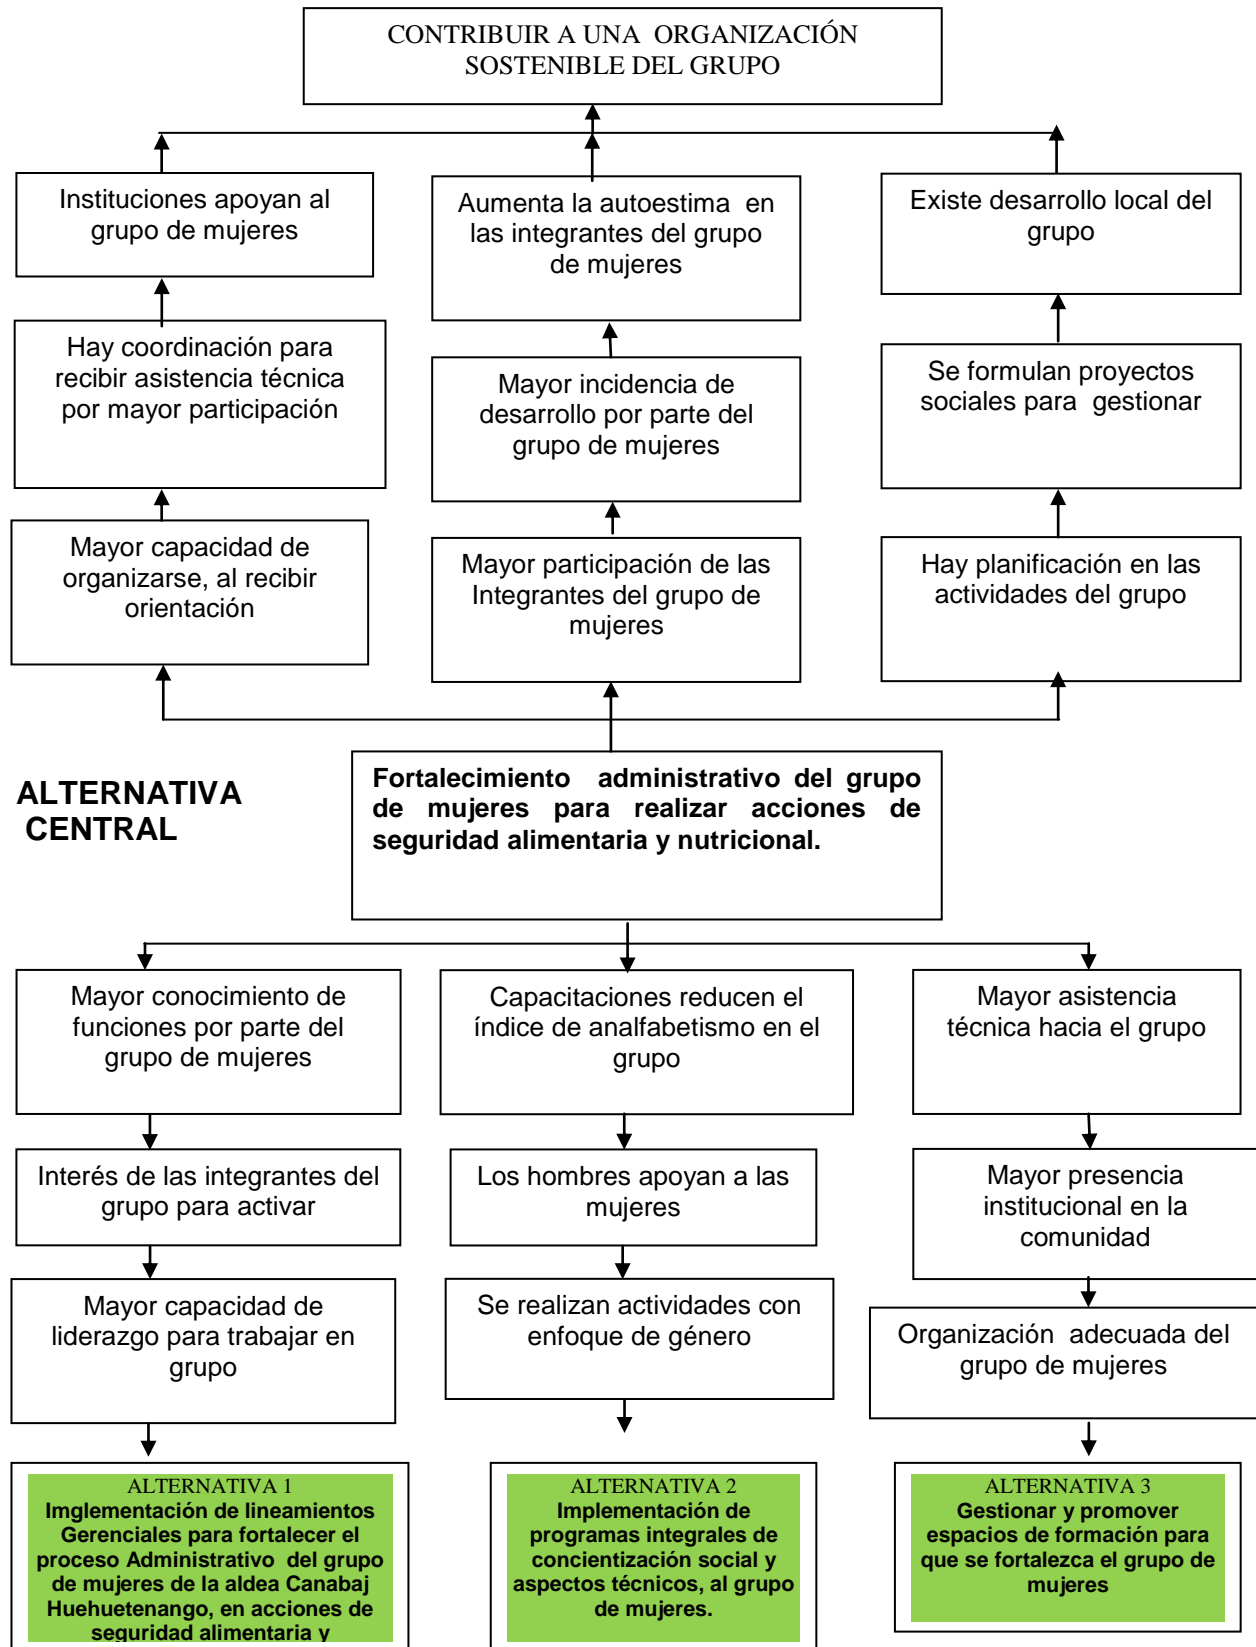 CONTRIBUIR A UNA ORGANIZACIÓN
SOSTENIBLE DEL GRUPO
Instituciones apoyan al
grupo de mujeres
Aumenta la autoestima en
las integrantes del grupo
de mujeres
Existe desarrollo local del
grupo
Hay coordinación para
recibir asistencia técnica
por mayor participación
Mayor incidencia de
desarrollo por parte del
grupo de mujeres
Se formulan proyectos
sociales para gestionar
Mayor capacidad de
organizarse, al recibir
orientación
Mayor participación de las
Integrantes del grupo de
mujeres
Hay planificación en las
actividades del grupo
ALTERNATIVA
CENTRAL
Fortalecimiento administrativo del grupo
de mujeres para realizar acciones de
seguridad alimentaria y nutricional.
Mayor conocimiento de
funciones por parte del
grupo de mujeres
Capacitaciones reducen el
índice de analfabetismo en el
grupo
Mayor asistencia
técnica hacia el grupo
Interés de las integrantes del
grupo para activar
Los hombres apoyan a las
mujeres
Mayor presencia
institucional en la
comunidad
Mayor capacidad de
liderazgo para trabajar en
grupo
Se realizan actividades con
enfoque de género
Organización adecuada del
grupo de mujeres
ALTERNATIVA 1
Imglementación de lineamientos
Gerenciales para fortalecer el
proceso Administrativo del grupo
de mujeres de la aldea Canabaj
Huehuetenango, en acciones de
seguridad alimentaria y
ALTERNATIVA 2
Implementación de
programas integrales de
concientización social y
aspectos técnicos, al grupo
de mujeres.
ALTERNATIVA 3
Gestionar y promover
espacios de formación para
que se fortalezca el grupo de
mujeres